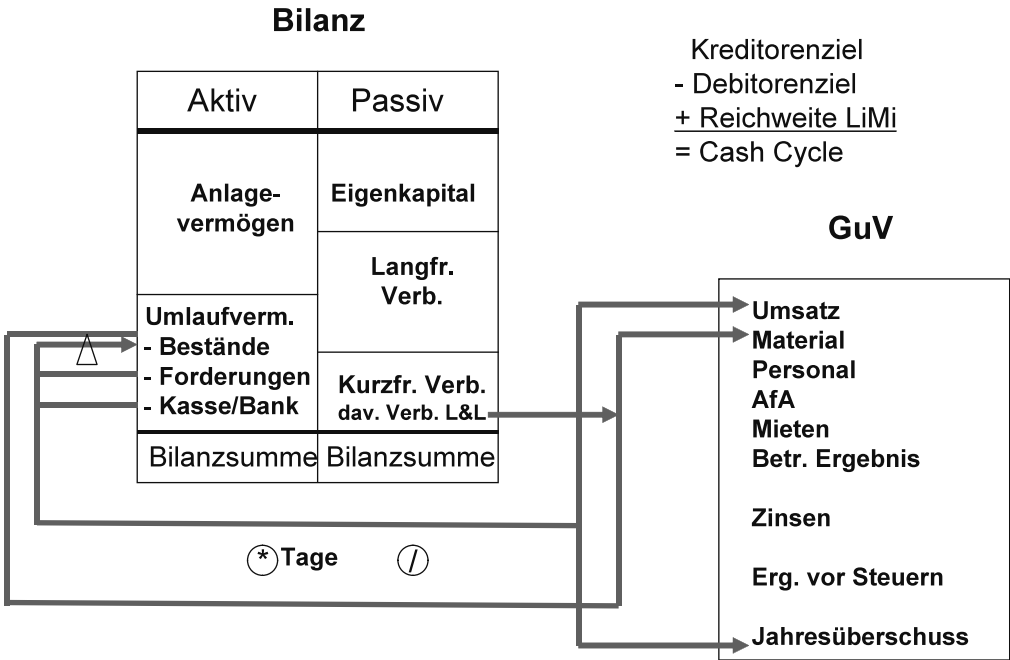 Bilanz
Kreditorenziel
- Debitorenziel
+ Reichweite LiMi
= Cash Cycle
Aktiv
Passiv
Anlage-
vermögen
Eigenkapital
Langfr.
Verb.
Umlaufverm.
- Bestände
- Forderungen
- Kasse/Bank
Kurzfr. Verb.
dav. Verb. L&L
Bilanzsumme
Bilanzsumme
* Tage
/
GuV
Umsatz
Material
Personal
AfA
Mieten
Betr. Ergebnis
Zinsen
Erg. vor Steuern
Jahresüberschuss